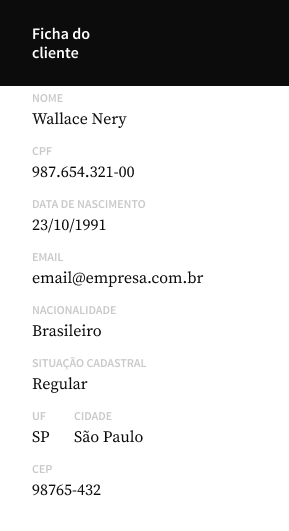 Ficha do
cliente
NOME
Wallace Nery
CPF
987.654.321-00
DATA DE NASCIMENTO
23/10/1991
EMAIL
email@empresa.com.br
NACIONALIDADE
Brasileiro
SITUAÇÃO CADASTRAL
Regular
UF CIDADE
SP São Paulo
CEP
98765-432